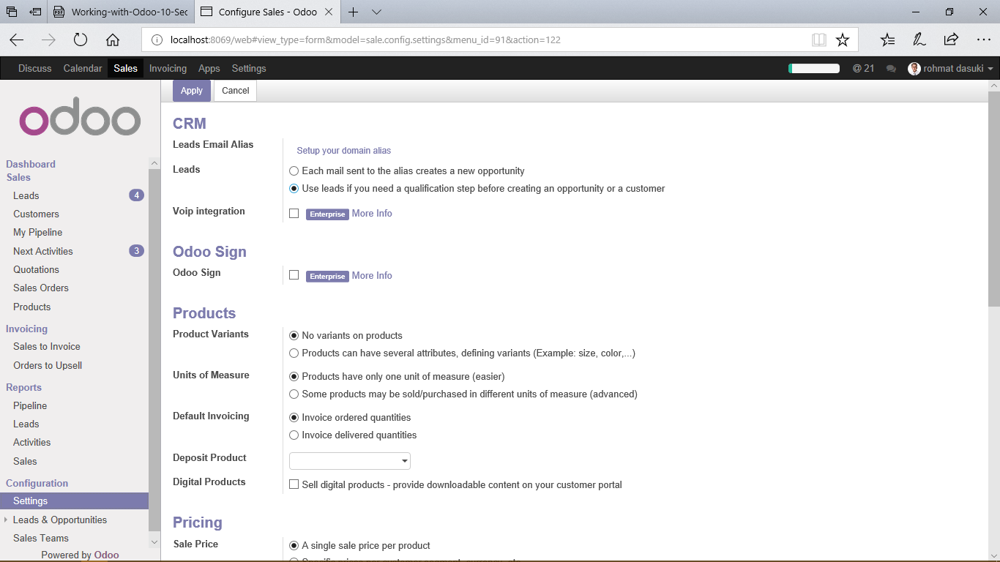 Working-with-Odoo-10-Sec
Configure Sales - Odoo
localhost:8069/web#view_type=form&model=sale.config.settings&menu_id=91&action=122
Discuss Calendar Sales Invoicing Apps Settings @ 21 rohmat dasuki
odoo
Dashboard
Sales
Leads 4
Customers
My Pipeline
Next Activities 3
Quotations
Sales Orders
Products
Invoicing
Sales to Invoice
Orders to Upsell
Reports
Pipeline
Leads
Activities
Sales
Configuration
Settings
Leads & Opportunities
Sales Teams
Powered by Odoo
Apply Cancel
CRM
Leads Email Alias
Setup your domain alias
Leads
Each mail sent to the alias creates a new opportunity
Use leads if you need a qualification step before creating an opportunity or a customer
Voip integration
Enterprise More Info
Odoo Sign
Odoo Sign
Enterprise More Info
Products
Product Variants
No variants on products
Products can have several attributes, defining variants (Example: size, color,...)
Units of Measure
Products have only one unit of measure (easier)
Some products may be sold/purchased in different units of measure (advanced)
Default Invoicing
Invoice ordered quantities
Invoice delivered quantities
Deposit Product
Digital Products
Sell digital products - provide downloadable content on your customer portal
Pricing
Sale Price
A single sale price per product